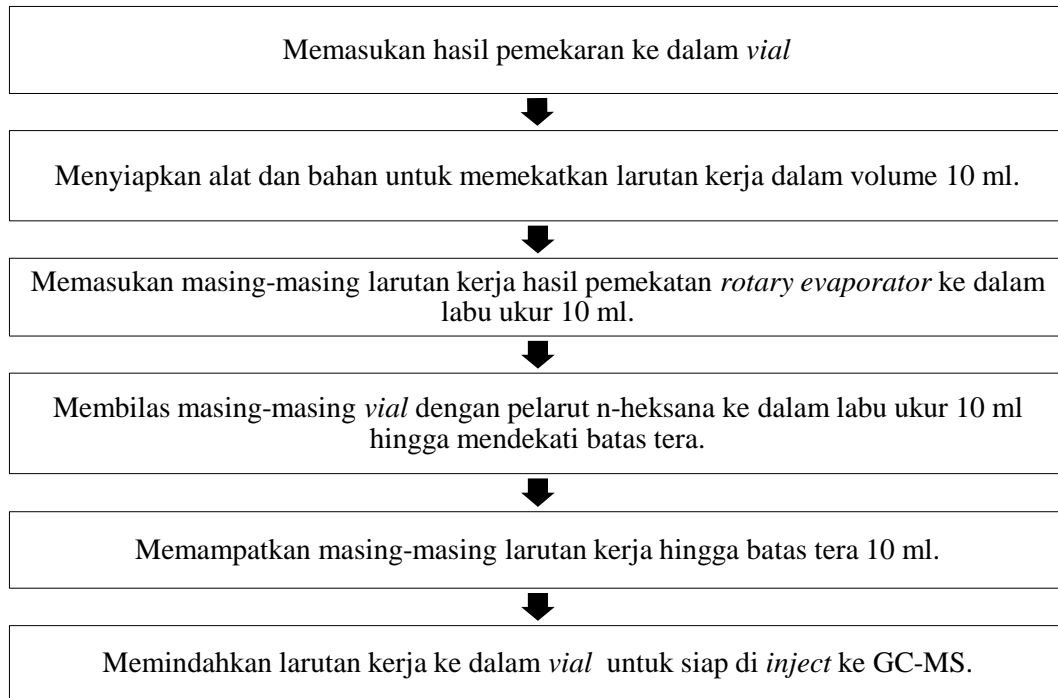 Memasukan hasil pemekaran ke dalam vial
Menyiapkan alat dan bahan untuk memekatkan larutan kerja dalam volume 10 ml.
Memasukan masing-masing larutan kerja hasil pemekatan rotary evaporator ke dalam
labu ukur 10 ml.
Membilas masing-masing vial dengan pelarut n-heksana ke dalam labu ukur 10 ml
hingga mendekati batas tera.
Memampatkan masing-masing larutan kerja hingga batas tera 10 ml.
Memindahkan larutan kerja ke dalam vial untuk siap di inject ke GC-MS.